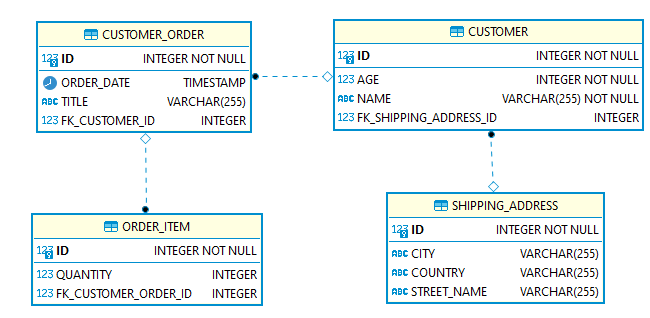 CUSTOMER_ORDER
123 ID INTEGER NOT NULL
ORDER_DATE TIMESTAMP
ABC TITLE VARCHAR(255)
123 FK_CUSTOMER_ID INTEGER
CUSTOMER
123 ID INTEGER NOT NULL
123 AGE INTEGER NOT NULL
ABC NAME VARCHAR(255) NOT NULL
123 FK_SHIPPING_ADDRESS_ID INTEGER
ORDER_ITEM
123 ID INTEGER NOT NULL
123 QUANTITY INTEGER
123 FK_CUSTOMER_ORDER_ID INTEGER
SHIPPING_ADDRESS
123 ID INTEGER NOT NULL
ABC CITY VARCHAR(255)
ABC COUNTRY VARCHAR(255)
ABC STREET_NAME VARCHAR(255)